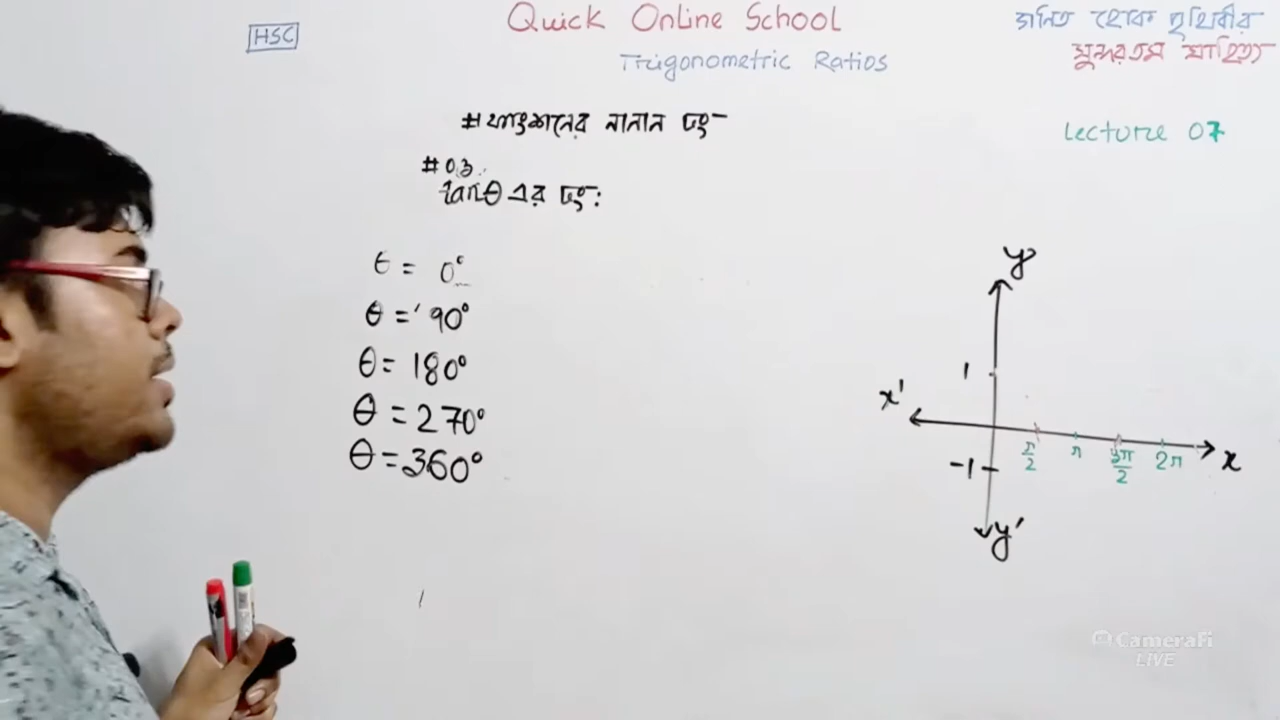 HSC
Quick Online School
Trigonometric Ratios
গনিত হোক পৃথিবীর
সুন্দরতম সাহিত্য
Lecture 07
# ফাংশনের নানান ঢং
# 03.
tanθ এর ঢং:
θ = 0°
θ = 90°
θ = 180°
θ = 270°
θ = 360°
y
1
x'
π/2 π 3π/2 2π
x
-1
y'
CameraFi
LIVE